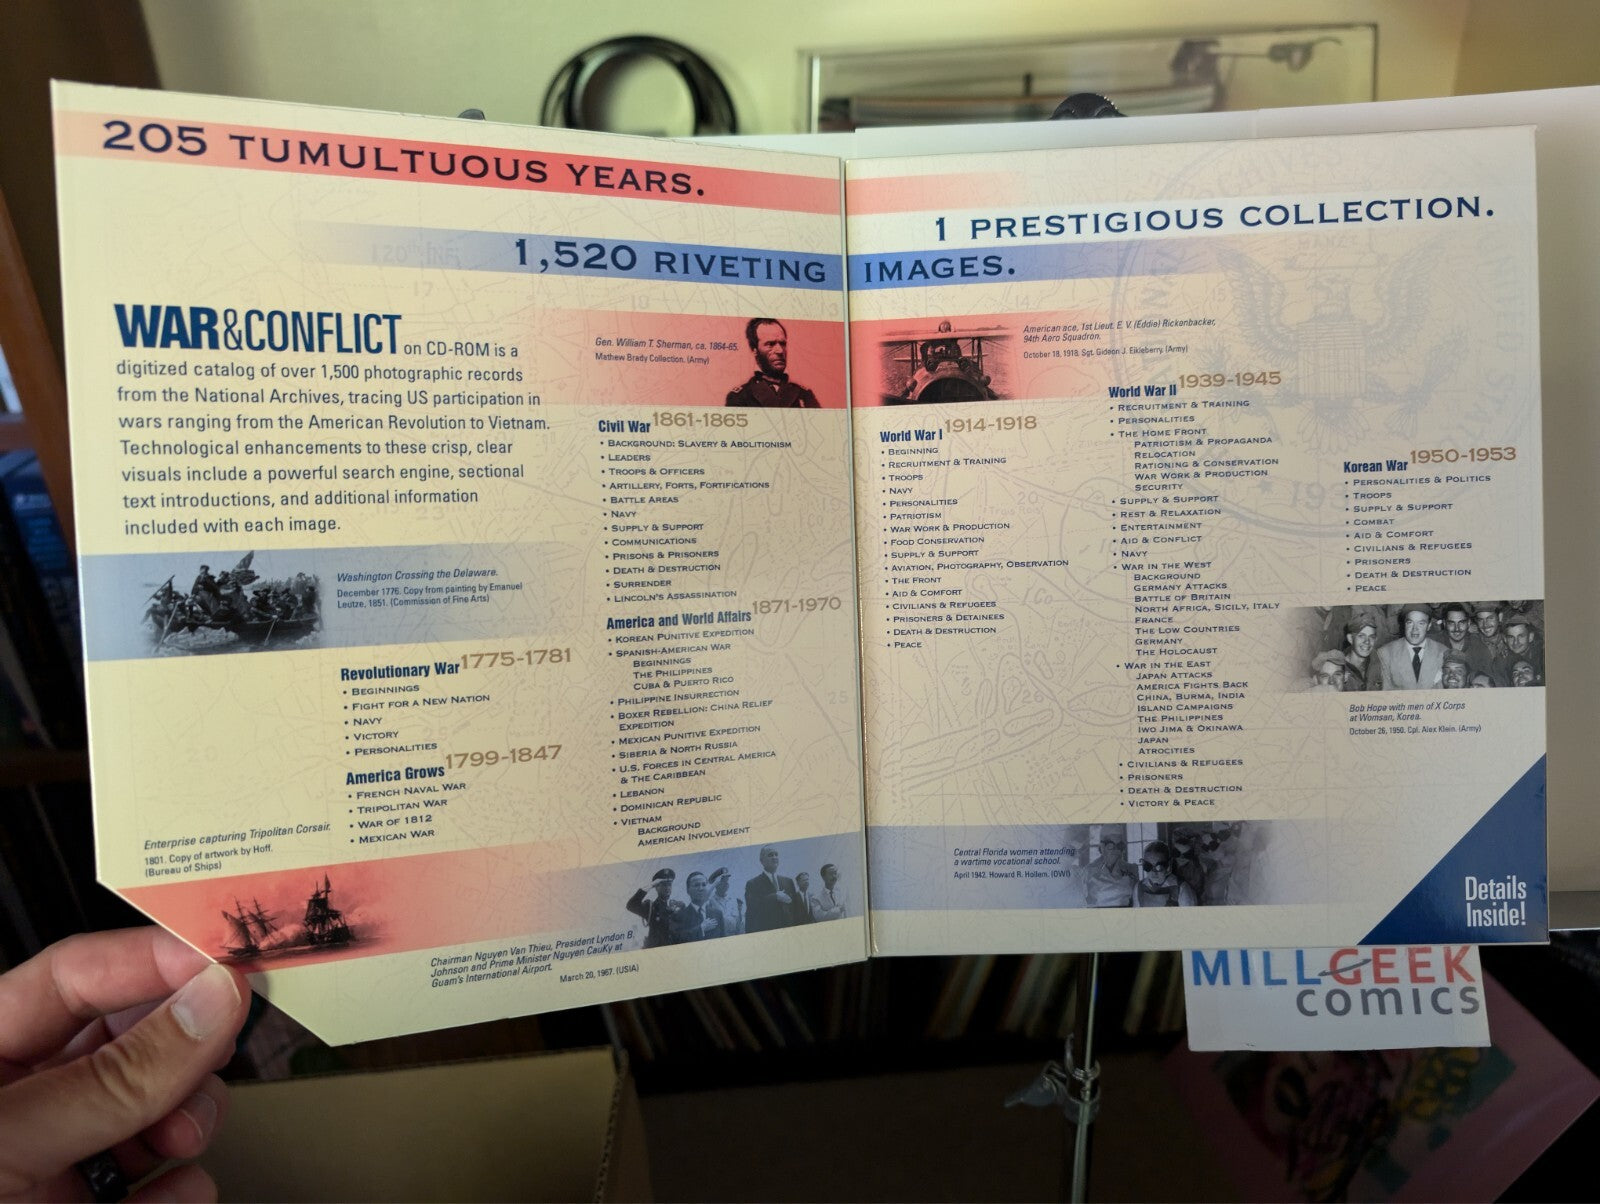 205 TUMULTUOUS YEARS.
1 PRESTIGIOUS COLLECTION.
1,520 RIVETING IMAGES.
WAR&CONFLICT on CD-ROM is a
digitized catalog of over 1,500 photographic records
from the National Archives, tracing US participation in
wars ranging from the American Revolution to Vietnam.
Technological enhancements to these crisp, clear
visuals include a powerful search engine, sectional
text introductions, and additional information
included with each image.
Washington Crossing the Delaware.
December 1776. Copy from painting by Emanuel
Leutze, 1851. (Commission of Fine Arts)
Revolutionary War 1775-1781
• BEGINNINGS
• FIGHT FOR A NEW NATION
• NAVY
• VICTORY
• PERSONALITIES
America Grows 1799-1847
• FRENCH NAVAL WAR
• TRIPOLITAN WAR
• WAR OF 1812
• MEXICAN WAR
Enterprise capturing Tripolitan Corsair.
1801. Copy of artwork by Hoff.
(Bureau of Ships)
Gen. William T. Sherman, ca. 1864-65.
Mathew Brady Collection. (Army)
Civil War 1861-1865
• BACKGROUND: SLAVERY & ABOLITIONISM
• LEADERS
• TROOPS & OFFICERS
• ARTILLERY, FORTS, FORTIFICATIONS
• BATTLE AREAS
• NAVY
• SUPPLY & SUPPORT
• COMMUNICATIONS
• PRISONS & PRISONERS
• DEATH & DESTRUCTION
• SURRENDER
• LINCOLN'S ASSASSINATION
America and World Affairs 1871-1970
• KOREAN PUNITIVE EXPEDITION
• SPANISH-AMERICAN WAR
BEGINNINGS
THE PHILIPPINES
CUBA & PUERTO RICO
• PHILIPPINE INSURRECTION
• BOXER REBELLION: CHINA RELIEF
EXPEDITION
• MEXICAN PUNITIVE EXPEDITION
• SIBERIA & NORTH RUSSIA
• U.S. FORCES IN CENTRAL AMERICA
& THE CARIBBEAN
• LEBANON
• DOMINICAN REPUBLIC
• VIETNAM
BACKGROUND
AMERICAN INVOLVEMENT
Chairman Nguyen Van Thieu, President Lyndon B.
Johnson and Prime Minister Nguyen CauKy at
Guam's International Airport.
March 20, 1967. (USIA)
American ace, 1st Lieut. E. V. (Eddie) Rickenbacker,
94th Aero Squadron.
October 18, 1918. Sgt. Gideon J. Eikleberry. (Army)
World War I 1914-1918
• BEGINNING
• RECRUITMENT & TRAINING
• TROOPS
• NAVY
• PERSONALITIES
• PATRIOTISM
• WAR WORK & PRODUCTION
• FOOD CONSERVATION
• SUPPLY & SUPPORT
• AVIATION, PHOTOGRAPHY, OBSERVATION
• THE FRONT
• AID & COMFORT
• CIVILIANS & REFUGEES
• PRISONERS & DETAINEES
• DEATH & DESTRUCTION
• PEACE
World War II 1939-1945
• RECRUITMENT & TRAINING
• PERSONALITIES
• THE HOME FRONT
PATRIOTISM & PROPAGANDA
RELOCATION
RATIONING & CONSERVATION
WAR WORK & PRODUCTION
SECURITY
• SUPPLY & SUPPORT
• REST & RELAXATION
• ENTERTAINMENT
• AID & CONFLICT
• NAVY
• WAR IN THE WEST
BACKGROUND
GERMANY ATTACKS
BATTLE OF BRITAIN
NORTH AFRICA, SICILY, ITALY
FRANCE
THE LOW COUNTRIES
GERMANY
THE HOLOCAUST
• WAR IN THE EAST
JAPAN ATTACKS
AMERICA FIGHTS BACK
CHINA, BURMA, INDIA
ISLAND CAMPAIGNS
THE PHILIPPINES
IWO JIMA & OKINAWA
JAPAN
ATROCITIES
• CIVILIANS & REFUGEES
• PRISONERS
• DEATH & DESTRUCTION
• VICTORY & PEACE
Korean War 1950-1953
• PERSONALITIES & POLITICS
• TROOPS
• SUPPLY & SUPPORT
• COMBAT
• AID & COMFORT
• CIVILIANS & REFUGEES
• PRISONERS
• DEATH & DESTRUCTION
• PEACE
Bob Hope with men of X Corps
at Womsan, Korea.
October 26, 1950. Cpl. Alex Klein. (Army)
Central Florida women attending
a wartime vocational school.
April 1942. Howard R. Hollem. (OWI)
Details
Inside!
MILLGEEK
comics